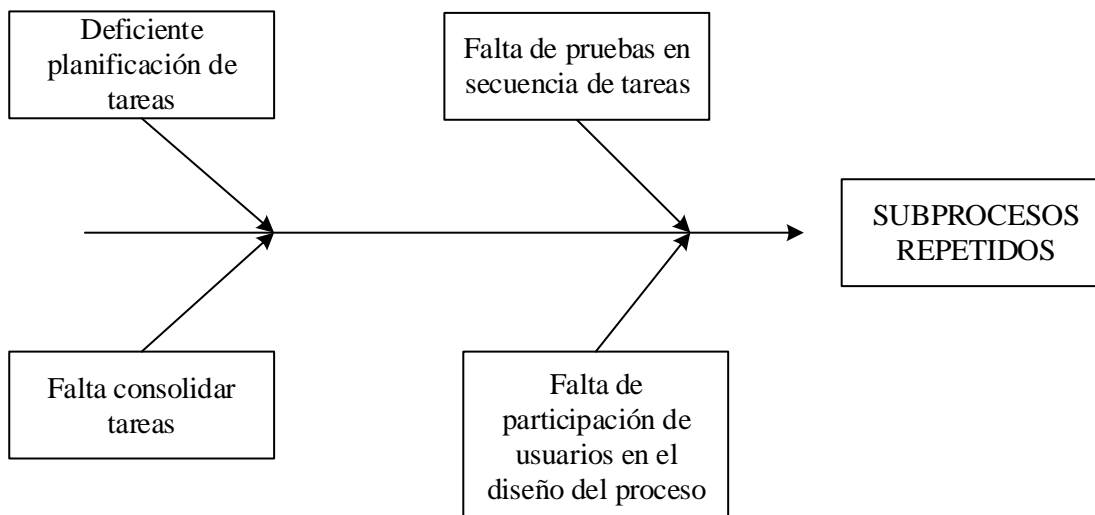 Deficiente
planificación de
tareas
Falta de pruebas en
secuencia de tareas
SUBPROCESOS
REPETIDOS
Falta consolidar
tareas
Falta de
participación de
usuarios en el
diseño del proceso